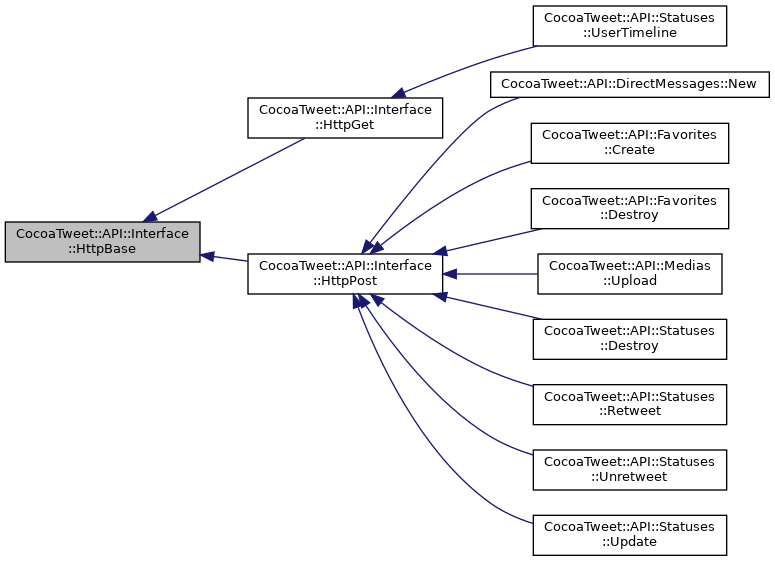 CocoaTweet::API::Statuses
::UserTimeline
CocoaTweet::API::DirectMessages::New
CocoaTweet::API::Interface
::HttpGet
CocoaTweet::API::Favorites
::Create
CocoaTweet::API::Favorites
::Destroy
CocoaTweet::API::Interface
::HttpBase
CocoaTweet::API::Interface
::HttpPost
CocoaTweet::API::Medias
::Upload
CocoaTweet::API::Statuses
::Destroy
CocoaTweet::API::Statuses
::Retweet
CocoaTweet::API::Statuses
::Unretweet
CocoaTweet::API::Statuses
::Update